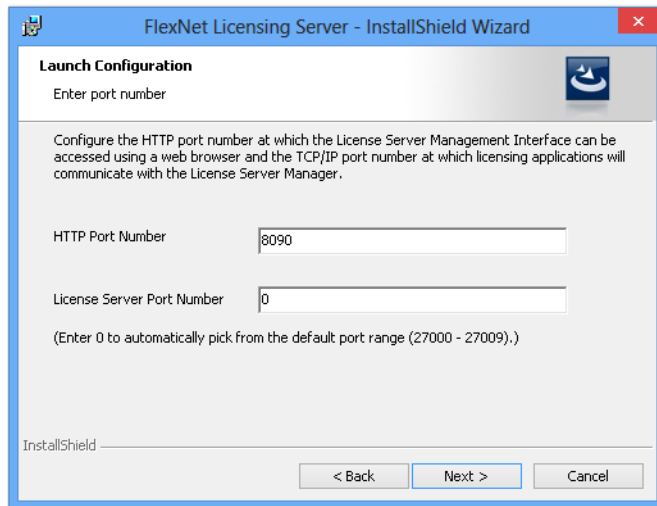 FlexNet Licensing Server - InstallShield Wizard
Launch Configuration
Enter port number
Configure the HTTP port number at which the License Server Management Interface can be
accessed using a web browser and the TCP/IP port number at which licensing applications will
communicate with the License Server Manager.
HTTP Port Number 8090
License Server Port Number 0
(Enter 0 to automatically pick from the default port range (27000 - 27009).)
InstallShield
< Back Next > Cancel